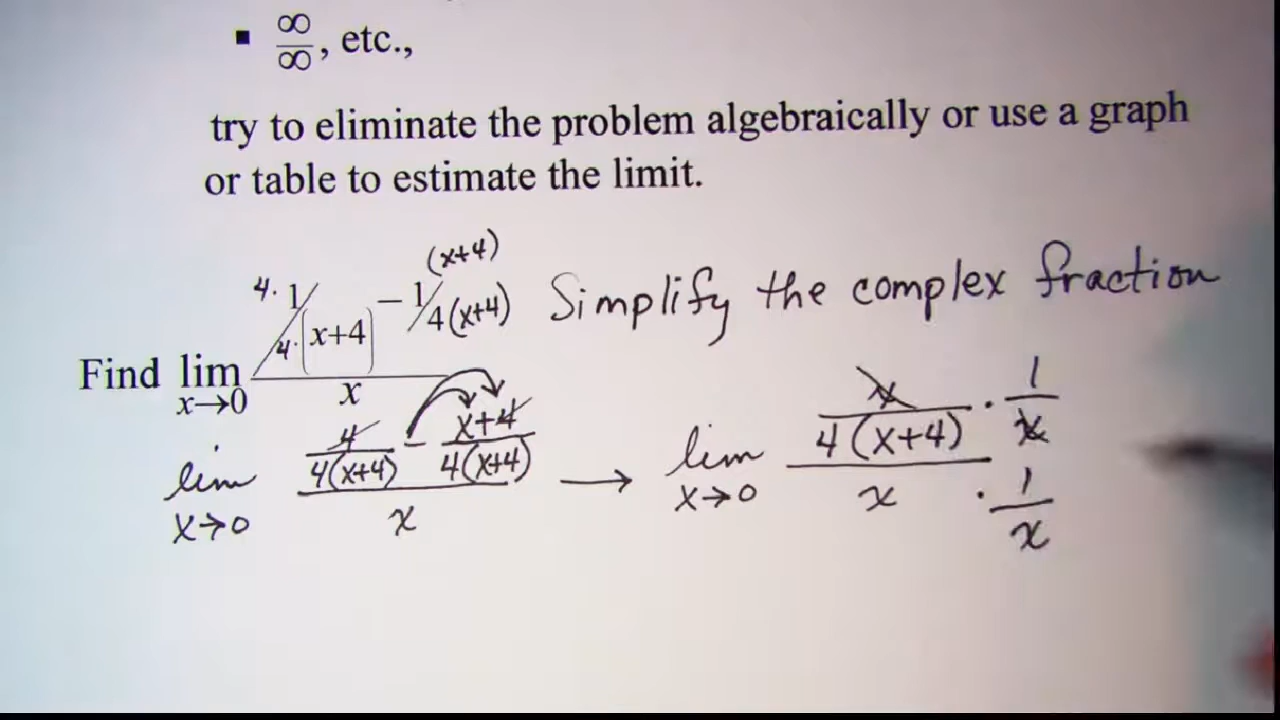 ▪ ∞/∞, etc.,
try to eliminate the problem algebraically or use a graph
or table to estimate the limit.
(x+4)
4· 1/4·(x+4) − 1/4(x+4) Simplify the complex fraction
Find lim x→0 x
lim x→0 4/4(x+4) − x+4/4(x+4) / x → lim x→0 x/4(x+4) · 1/x / x · 1/x